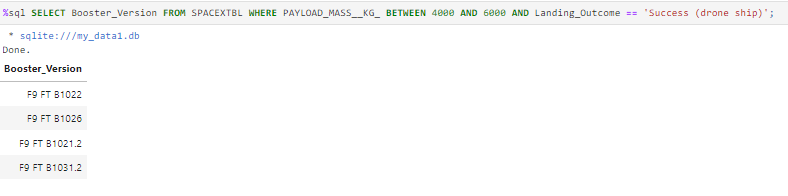 %sql SELECT Booster_Version FROM SPACEXTBL WHERE PAYLOAD_MASS__KG_ BETWEEN 4000 AND 6000 AND Landing_Outcome == 'Success (drone ship)';
* sqlite:///my_data1.db
Done.
Booster_Version
F9 FT B1022
F9 FT B1026
F9 FT B1021.2
F9 FT B1031.2